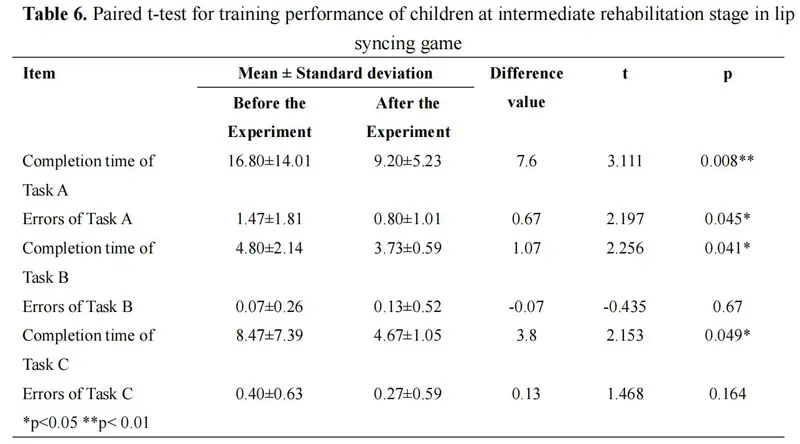 Table 6. Paired t-test for training performance of children at intermediate rehabilitation stage in lip
syncing game
Item Mean ± Standard deviation Difference value t p
Before the Experiment After the Experiment
Completion time of Task A 16.80±14.01 9.20±5.23 7.6 3.111 0.008**
Errors of Task A 1.47±1.81 0.80±1.01 0.67 2.197 0.045*
Completion time of Task B 4.80±2.14 3.73±0.59 1.07 2.256 0.041*
Errors of Task B 0.07±0.26 0.13±0.52 -0.07 -0.435 0.67
Completion time of Task C 8.47±7.39 4.67±1.05 3.8 2.153 0.049*
Errors of Task C 0.40±0.63 0.27±0.59 0.13 1.468 0.164
*p<0.05 **p< 0.01